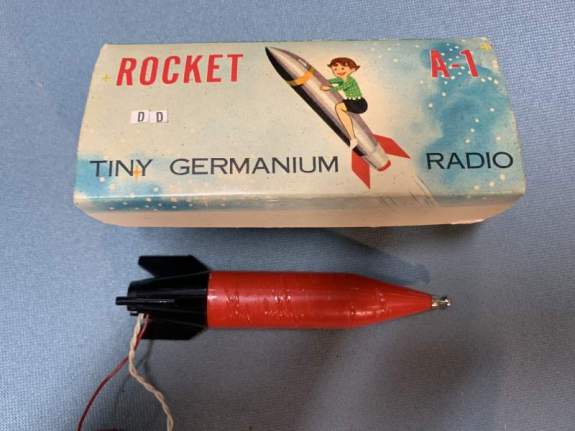 ROCKET A-1
D D
TINY GERMANIUM RADIO